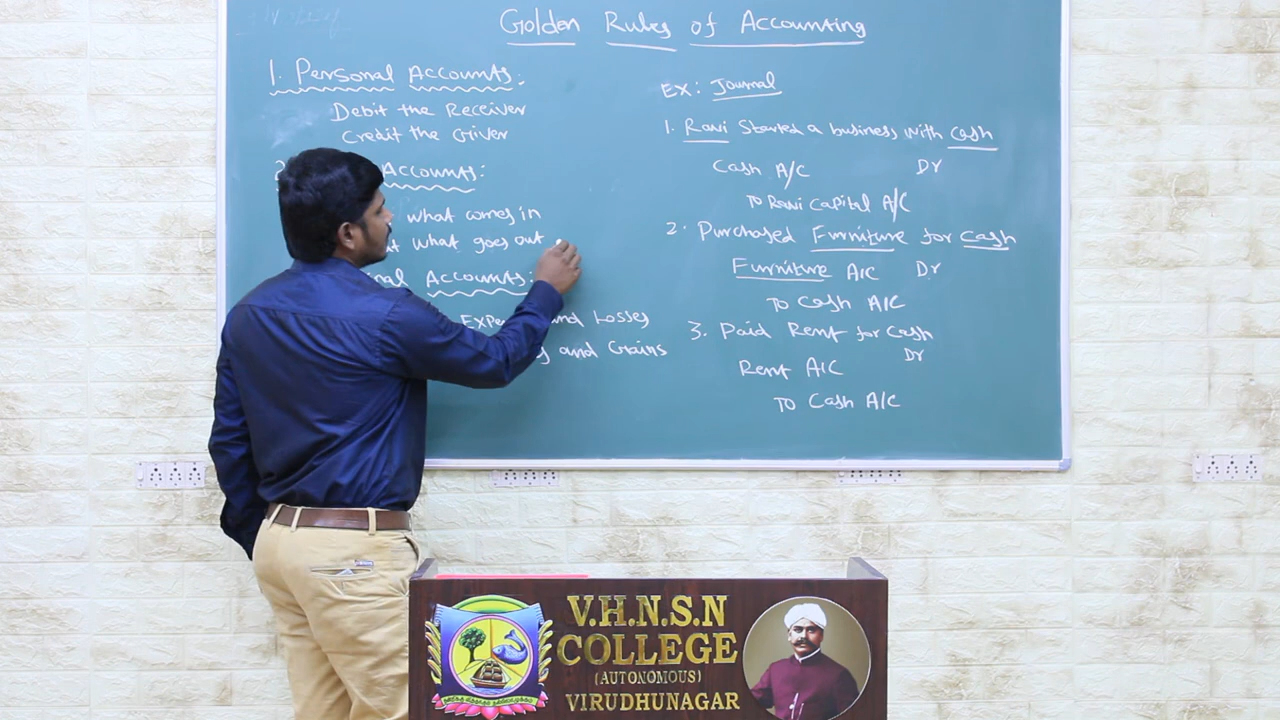 Golden Rules of Accounting
1. Personal Accounts:
Debit the Receiver
Credit the Giver
2. Accounts:
what comes in
what goes out
Accounts:
and Losses
and Gains
EX: Journal
1. Ravi Started a business with cash
Cash A/C Dr
To Ravi Capital A/C
2. Purchased Furniture for cash
Furniture A/C Dr
To Cash A/C
3. Paid Rent for Cash
Rent A/C Dr
To Cash A/C
V.H.N.S.N
COLLEGE
(AUTONOMOUS)
VIRUDHUNAGAR